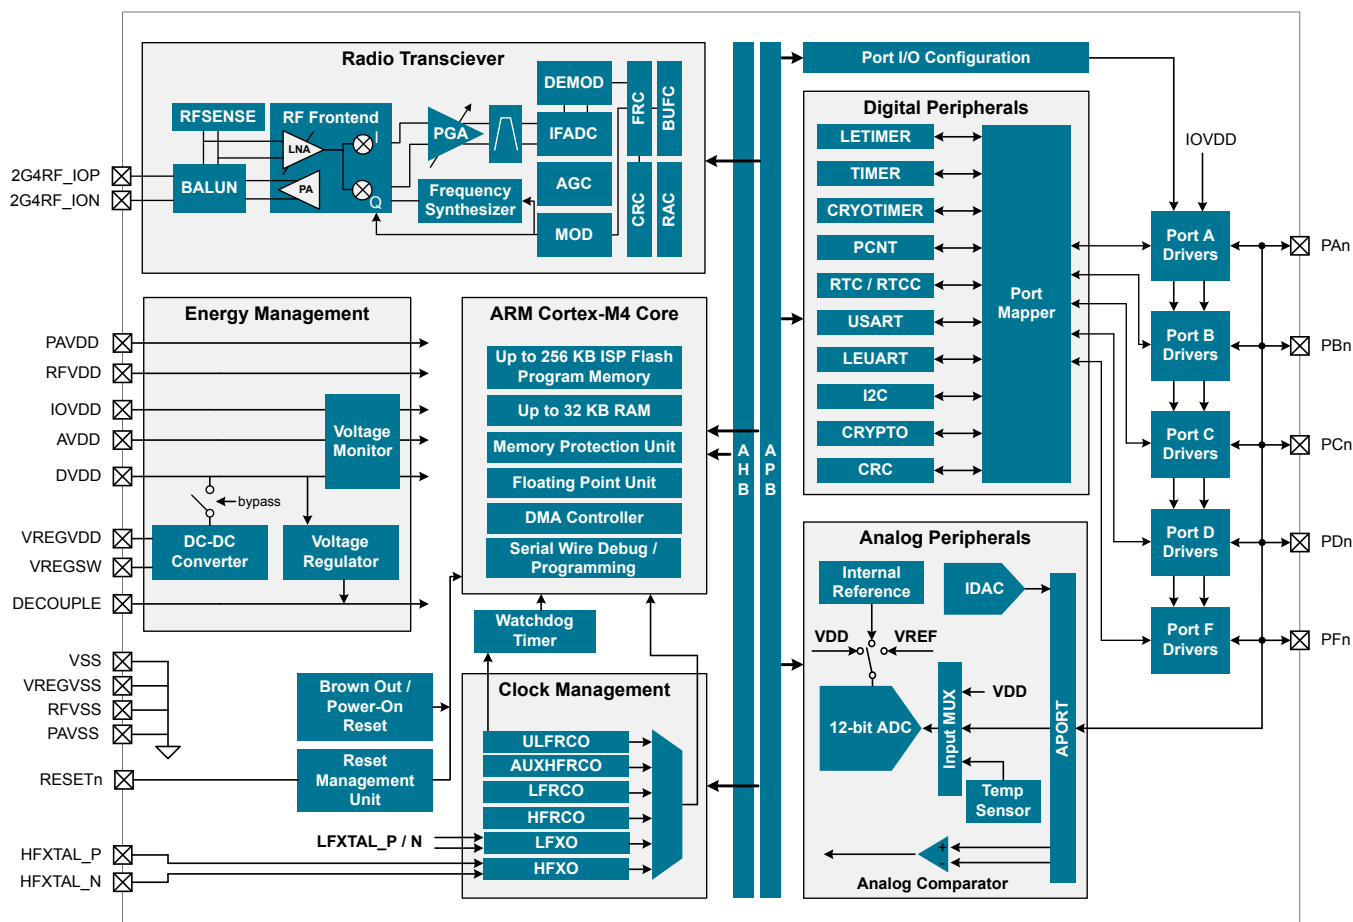 Radio Transciever
RFSENSE
RF Frontend
LNA
I
PA
Q
BALUN
PGA
Frequency
Synthesizer
DEMOD
IFADC
AGC
MOD
FRC
BUFC
CRC
RAC
2G4RF_IOP
2G4RF_ION
Energy Management
PAVDD
RFVDD
IOVDD
AVDD
DVDD
VREGVDD
VREGSW
DECOUPLE
Voltage
Monitor
bypass
DC-DC
Converter
Voltage
Regulator
VSS
VREGVSS
RFVSS
PAVSS
RESETn
HFXTAL_P
HFXTAL_N
Brown Out /
Power-On
Reset
Reset
Management
Unit
LFXTAL_P / N
ARM Cortex-M4 Core
Up to 256 KB ISP Flash
Program Memory
Up to 32 KB RAM
Memory Protection Unit
Floating Point Unit
DMA Controller
Serial Wire Debug /
Programming
Watchdog
Timer
Clock Management
ULFRCO
AUXHFRCO
LFRCO
HFRCO
LFXO
HFXO
A
H
B
A
P
B
Port I/O Configuration
Digital Peripherals
LETIMER
TIMER
CRYOTIMER
PCNT
RTC / RTCC
USART
LEUART
I2C
CRYPTO
CRC
Port
Mapper
IOVDD
Port A
Drivers
Port B
Drivers
Port C
Drivers
Port D
Drivers
Port F
Drivers
PAn
PBn
PCn
PDn
PFn
Analog Peripherals
Internal
Reference
IDAC
VDD
VREF
12-bit ADC
Input MUX
VDD
APORT
Temp
Sensor
+
-
Analog Comparator